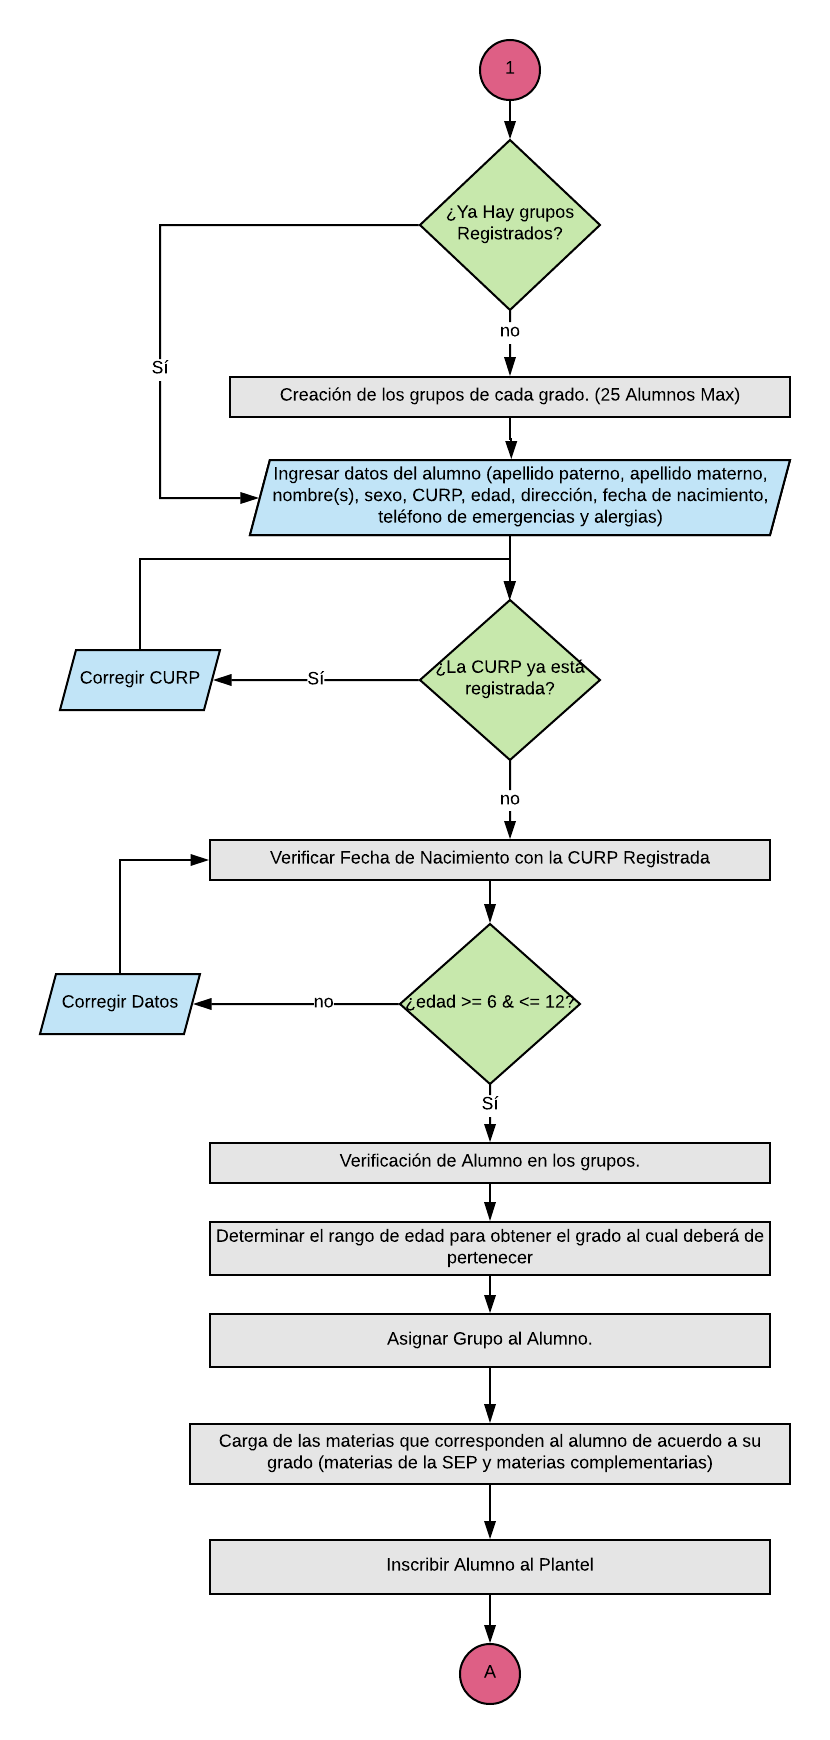 1
¿Ya Hay grupos
Registrados?
no
Sí
Creación de los grupos de cada grado. (25 Alumnos Max)
Ingresar datos del alumno (apellido paterno, apellido materno,
nombre(s), sexo, CURP, edad, dirección, fecha de nacimiento,
teléfono de emergencias y alergias)
¿La CURP ya está
registrada?
Sí
Corregir CURP
no
Verificar Fecha de Nacimiento con la CURP Registrada
¿edad >= 6 & <= 12?
no
Corregir Datos
Sí
Verificación de Alumno en los grupos.
Determinar el rango de edad para obtener el grado al cual deberá de
pertenecer
Asignar Grupo al Alumno.
Carga de las materias que corresponden al alumno de acuerdo a su
grado (materias de la SEP y materias complementarias)
Inscribir Alumno al Plantel
A